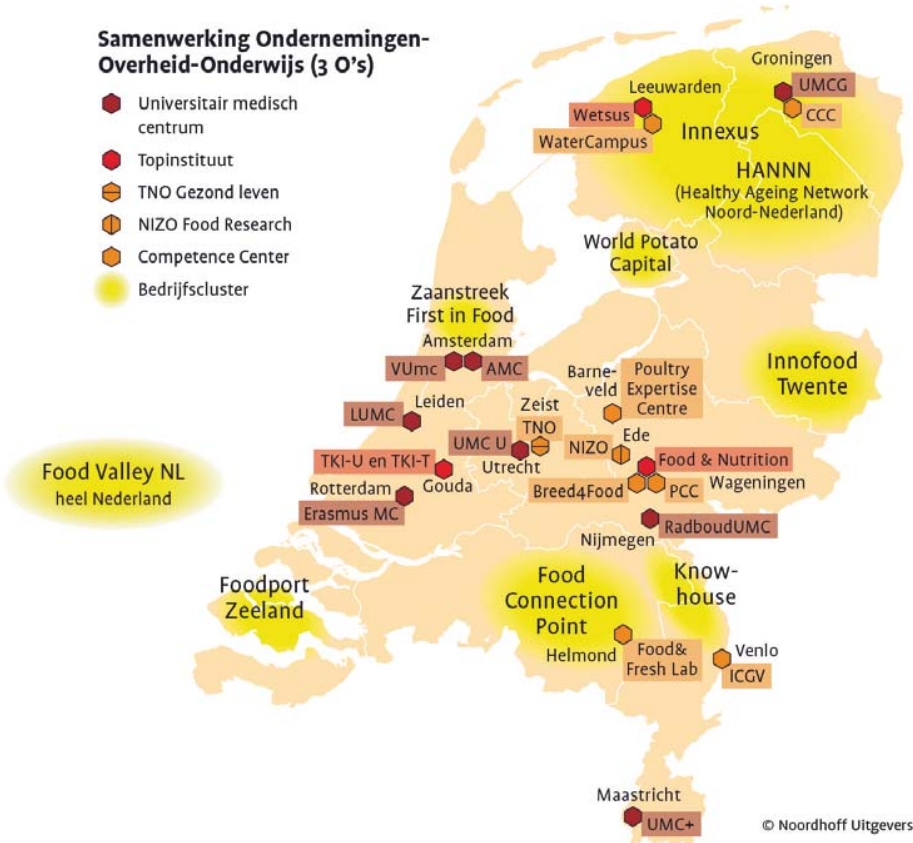 Samenwerking Ondernemingen-
Overheid-Onderwijs (3 O's)
Universitair medisch
centrum
Topinstituut
TNO Gezond leven
NIZO Food Research
Competence Center
Bedrijfscluster
Groningen
UMCG
CCC
Leeuwarden
Wetsus
WaterCampus
Innexus
HANNN
(Healthy Ageing Network
Noord-Nederland)
World Potato
Capital
Zaanstreek
First in Food
Amsterdam
VUmc
AMC
Innofood
Twente
Barne-
veld
Poultry
Expertise
Centre
Leiden
LUMC
Zeist
TNO
UMC U
Utrecht
NIZO
Ede
Food & Nutrition
Wageningen
Breed4Food
PCC
TKI-U en TKI-T
Gouda
Rotterdam
Erasmus MC
Food Valley NL
heel Nederland
RadboudUMC
Nijmegen
Foodport
Zeeland
Food
Connection
Point
Know-
house
Helmond
Food&
Fresh Lab
Venlo
ICGV
Maastricht
UMC+
© Noordhoff Uitgevers